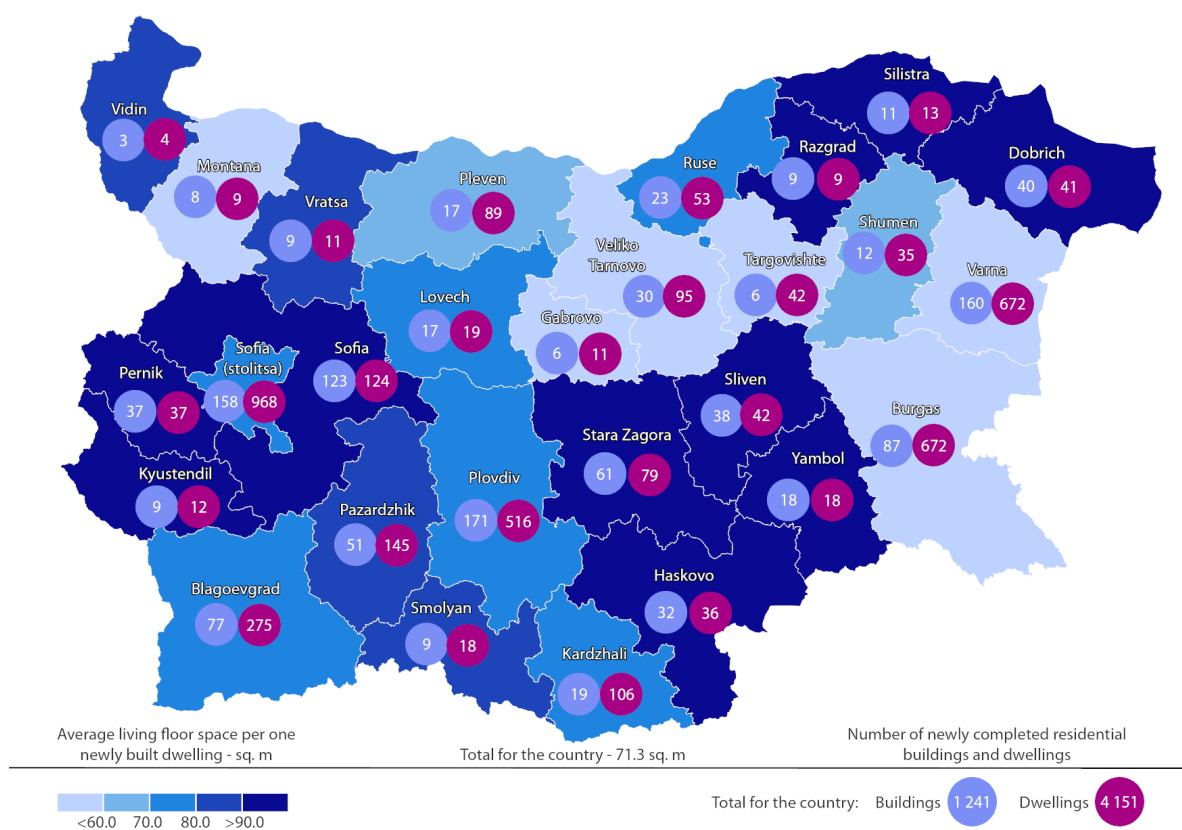 Silistra
11 13
Vidin
3 4
Razgrad
9 9
Dobrich
40 41
Montana
8 9
Ruse
23 53
Pleven
17 89
Vratsa
9 11
Shumen
12 35
Veliko
Tarnovo
30 95
Targovishte
6 42
Varna
160 672
Lovech
17 19
Gabrovo
6 11
Sofia
(stolitsa)
158 968
Sofia
123 124
Pernik
37 37
Sliven
38 42
Burgas
87 672
Stara Zagora
61 79
Yambol
18 18
Kyustendil
9 12
Plovdiv
171 516
Pazardzhik
51 145
Haskovo
32 36
Blagoevgrad
77 275
Smolyan
9 18
Kardzhali
19 106
Average living floor space per one
newly built dwelling - sq. m
Total for the country - 71.3 sq. m
Number of newly completed residential
buildings and dwellings
<60.0 70.0 80.0 >90.0
Total for the country: Buildings 1 241 Dwellings 4 151